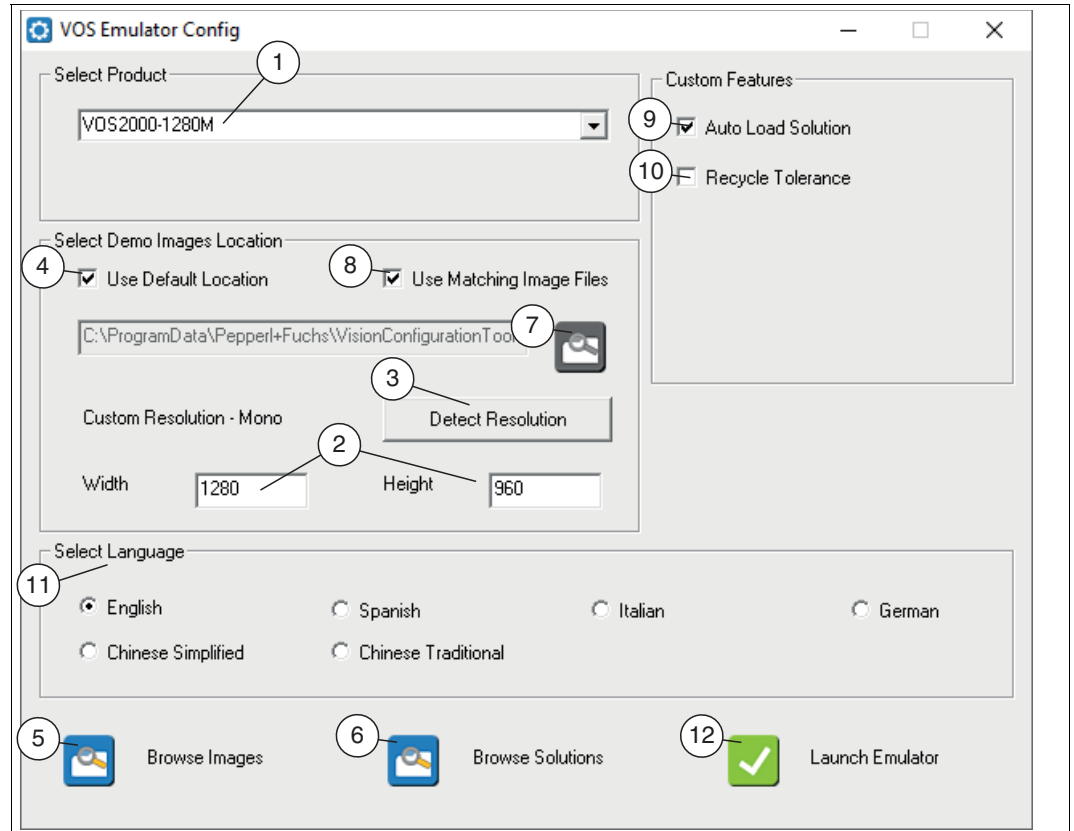 VOS Emulator Config
Select Product
1
VOS2000-1280M
Custom Features
9
Auto Load Solution
10
Recycle Tolerance
Select Demo Images Location
4
Use Default Location
8
Use Matching Image Files
C:\ProgramData\Pepperl+Fuchs\VisionConfigurationToo
7
3
Custom Resolution - Mono
Detect Resolution
2
Width
1280
Height
960
Select Language
11
English
Spanish
Italian
German
Chinese Simplified
Chinese Traditional
5
Browse Images
6
Browse Solutions
12
Launch Emulator